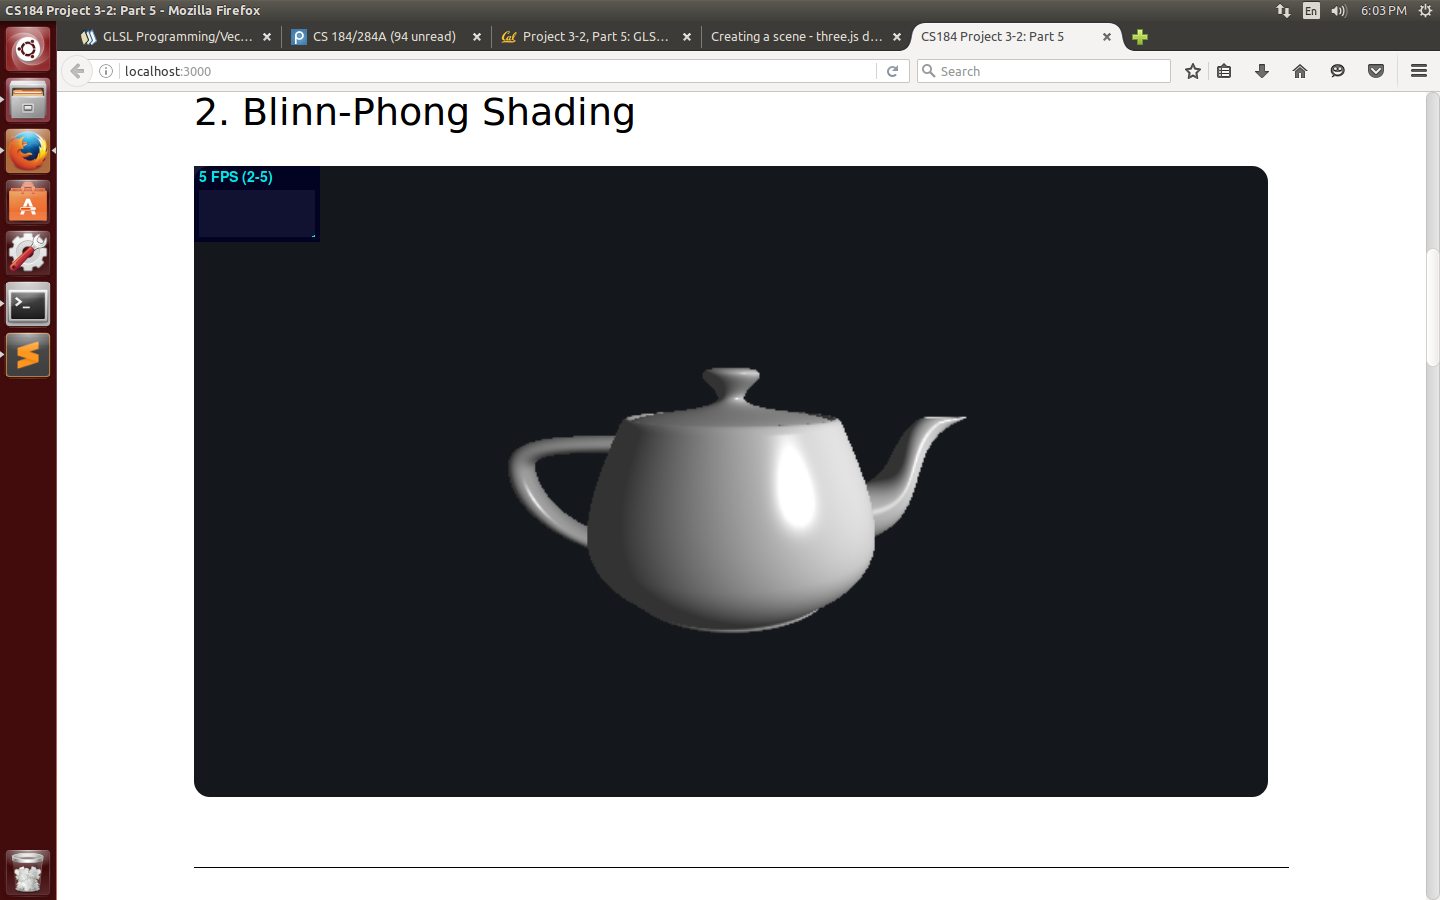 CS184 Project 3-2: Part 5 - Mozilla Firefox
En
6:03 PM
GLSL Programming/Vec...
CS 184/284A (94 unread)
Cal
Project 3-2, Part 5: GLS...
Creating a scene - three.js d...
CS184 Project 3-2: Part 5
localhost:3000
Search
2. Blinn-Phong Shading
5 FPS (2-5)